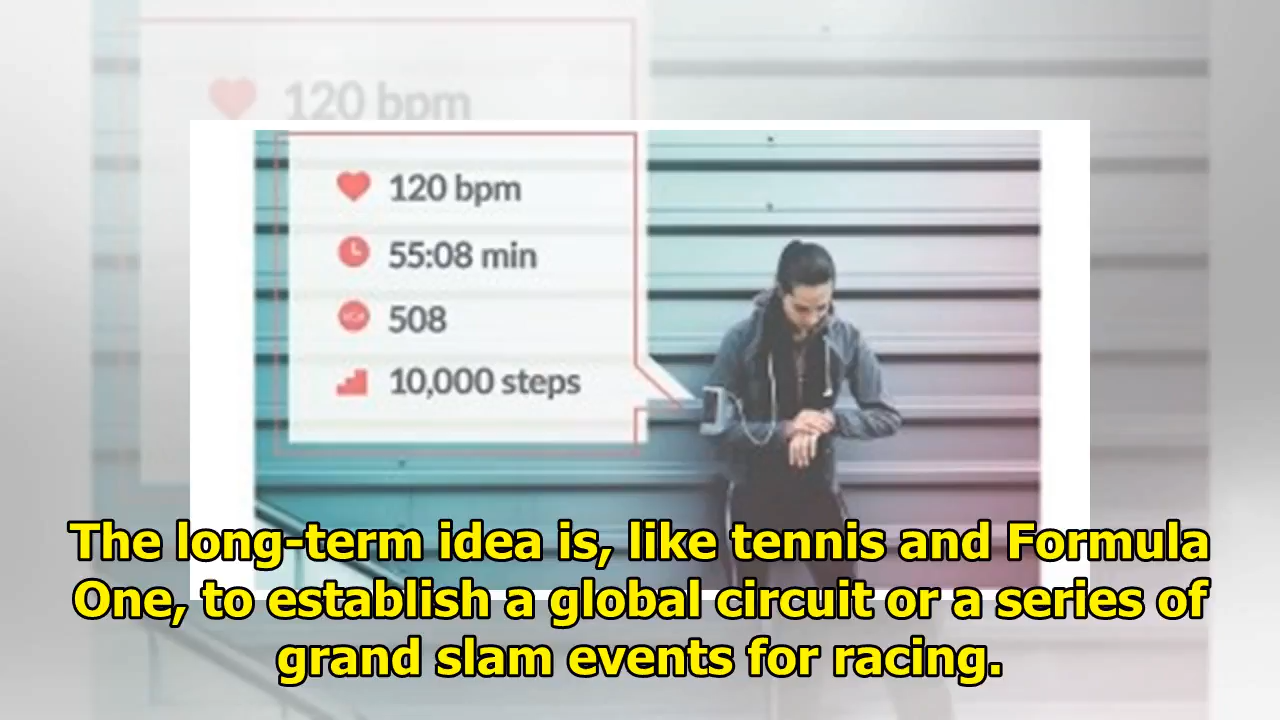 120 bpm
120 bpm
55:08 min
508
10,000 steps
The long-term idea is, like tennis and Formula
One, to establish a global circuit or a series of
grand slam events for racing.